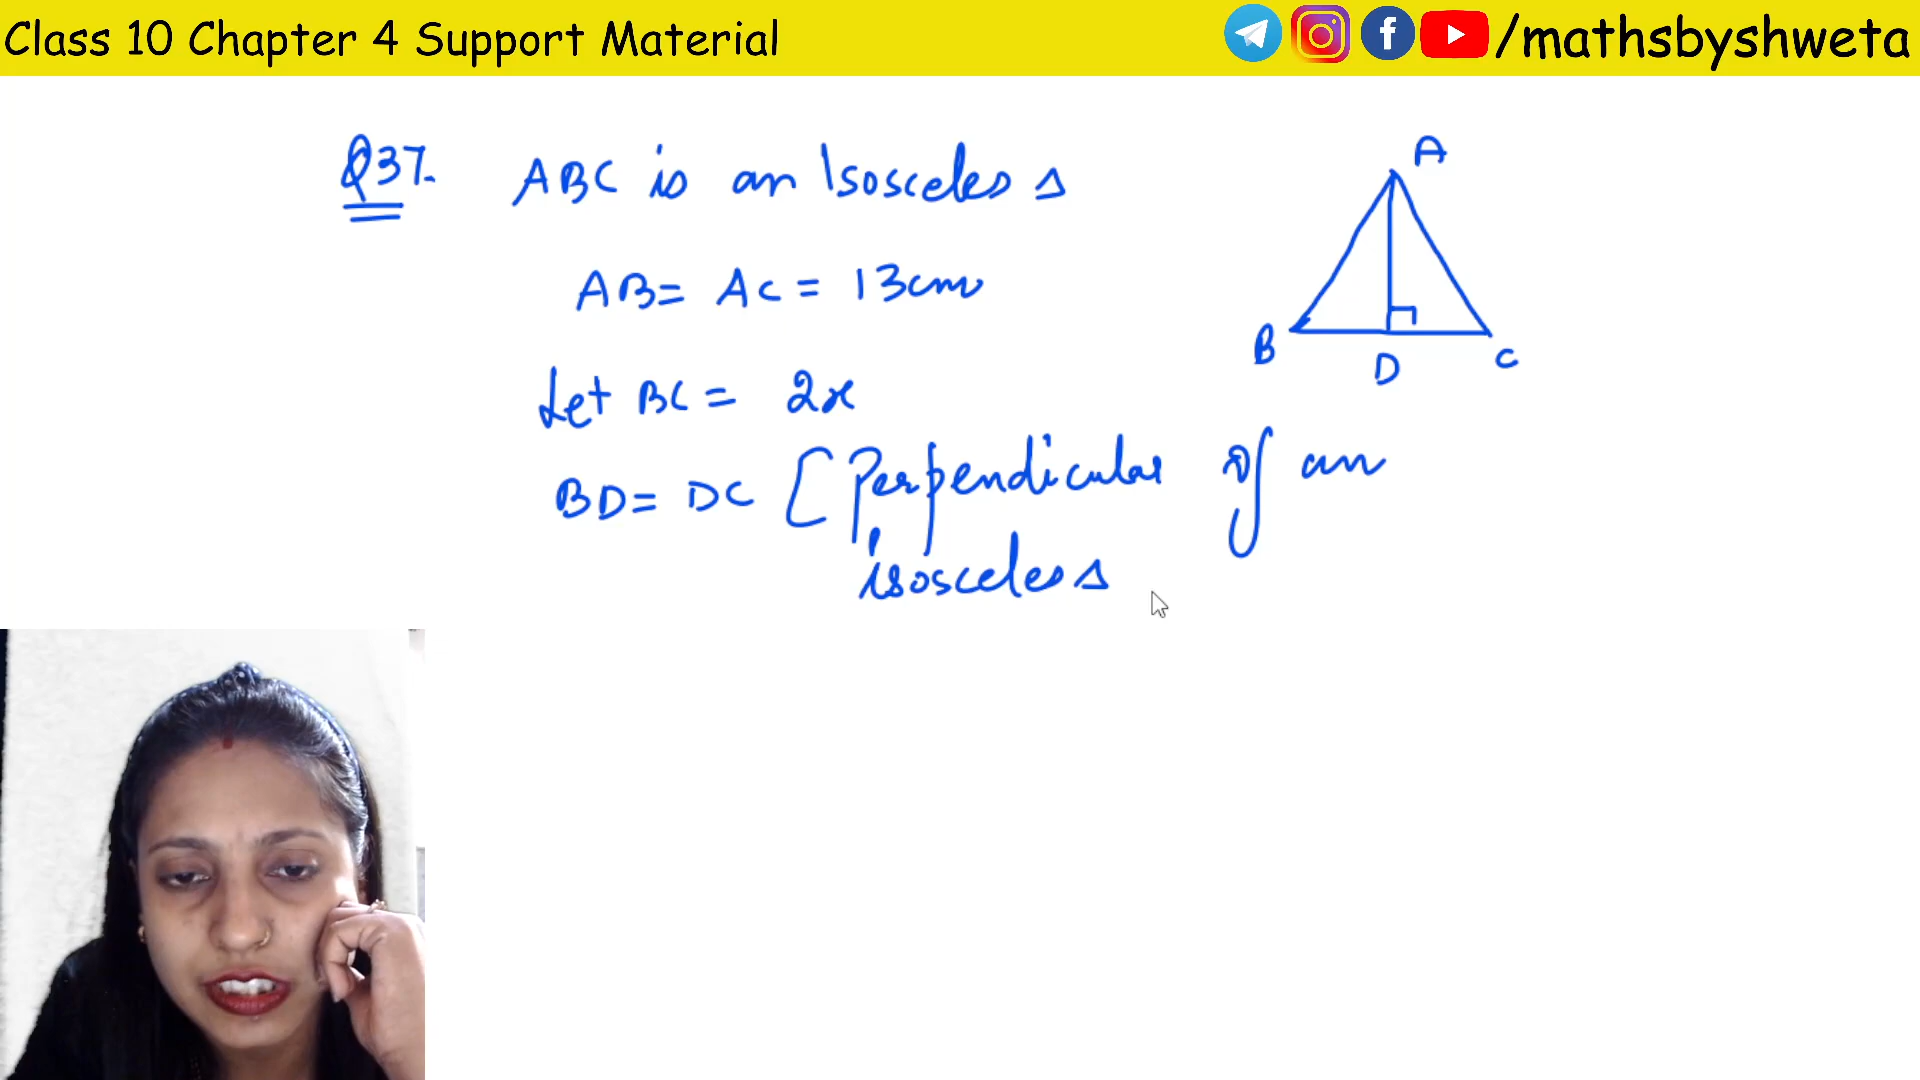 Class 10 Chapter 4 Support Material
/mathsbyshweta
Q37. ABC is an Isosceles Δ
A
AB = AC = 13cm
B
D
C
Let BC = 2x
BD = DC [Perpendicular of an
isosceles Δ